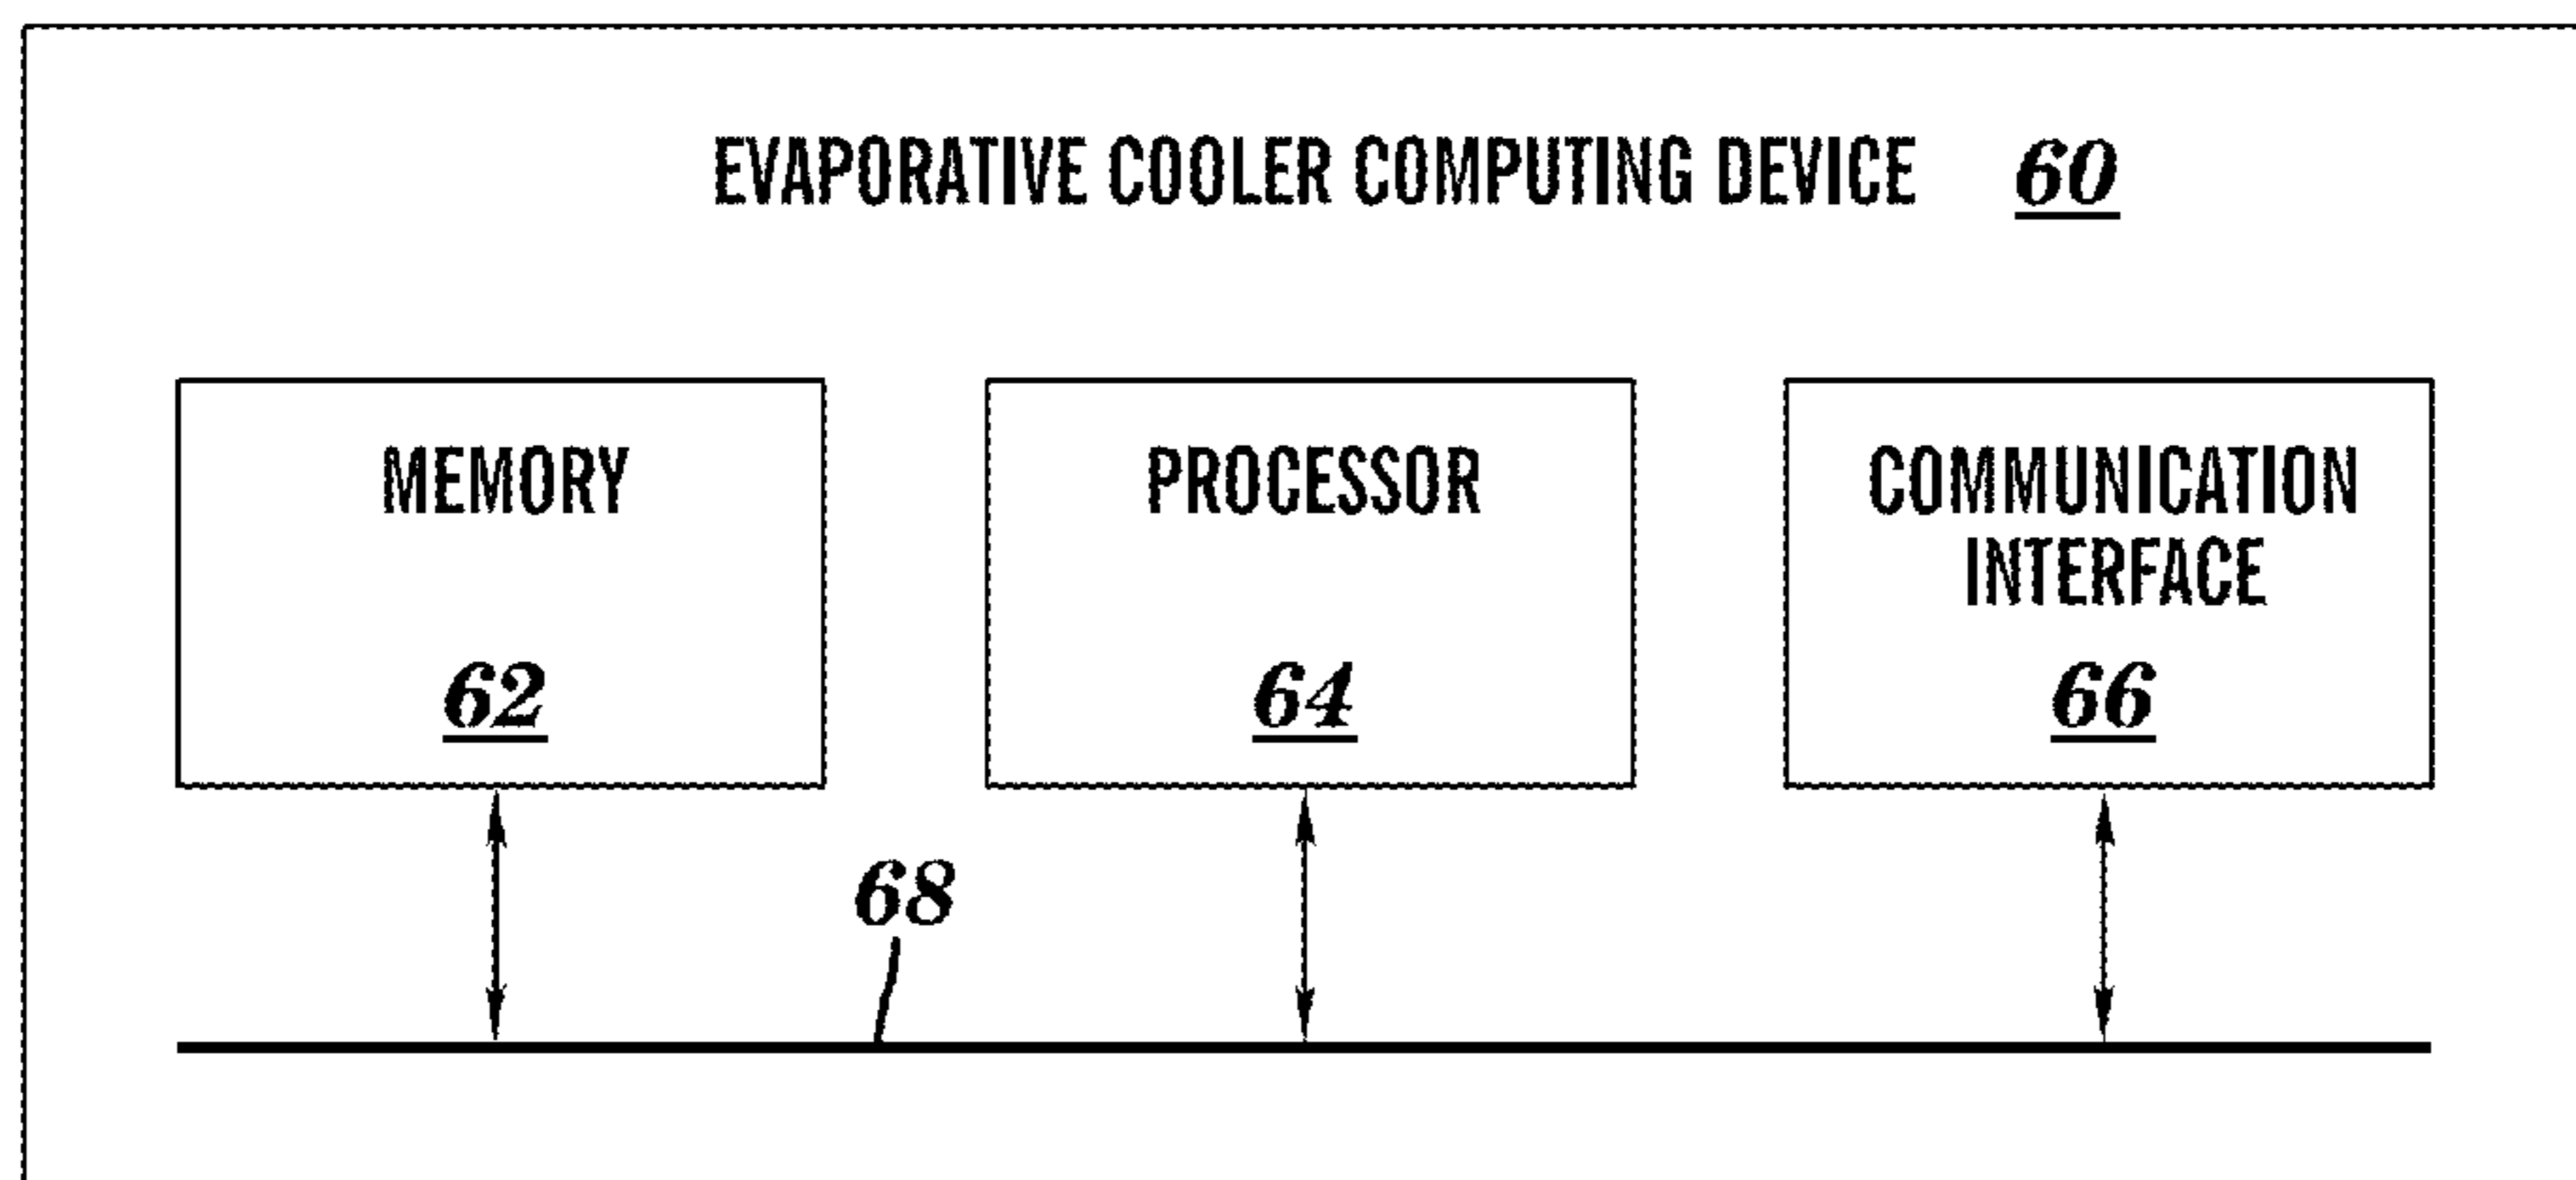 EVAPORATIVE COOLER COMPUTING DEVICE 60
MEMORY
62
PROCESSOR
64
COMMUNICATION
INTERFACE
66
68